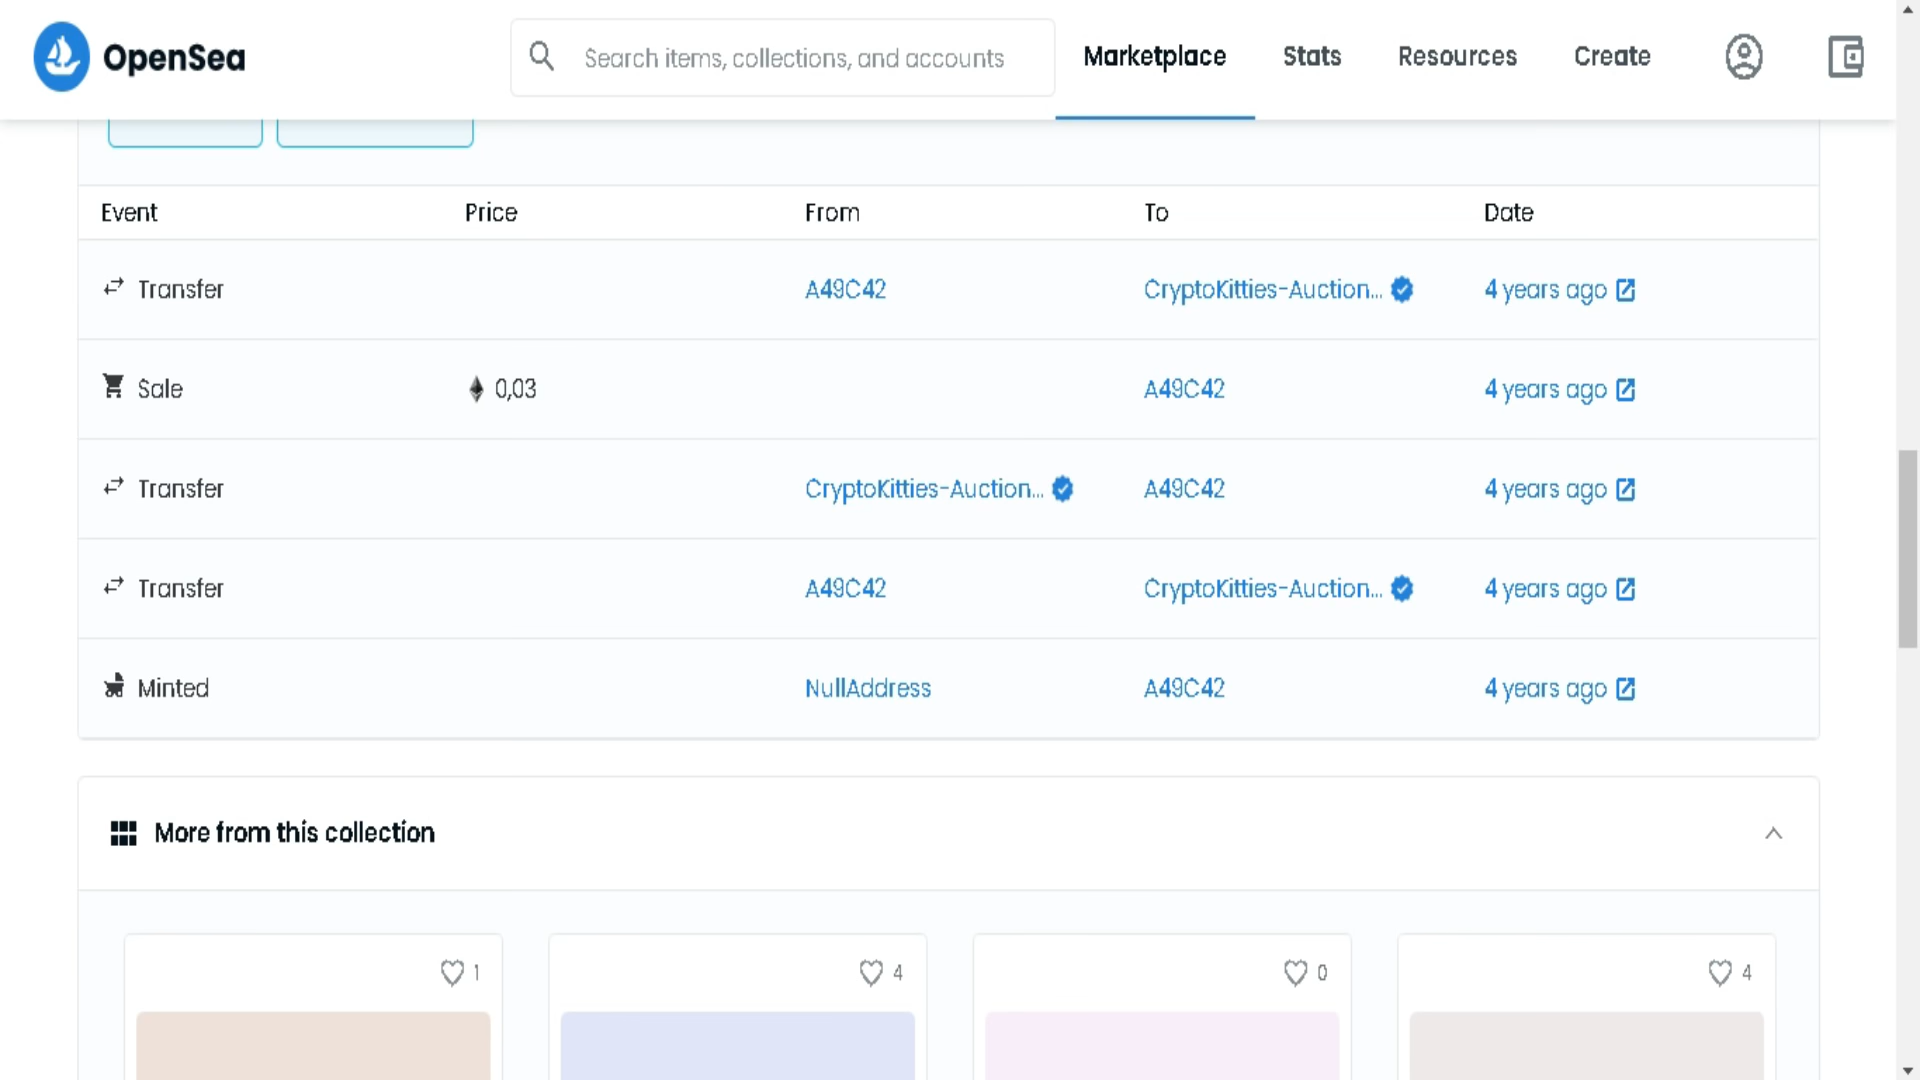 OpenSea
Search items, collections, and accounts
Marketplace
Stats
Resources
Create
Event Price From To Date
Transfer A49C42 CryptoKitties-Auction... 4 years ago
Sale 0,03 A49C42 4 years ago
Transfer CryptoKitties-Auction... A49C42 4 years ago
Transfer A49C42 CryptoKitties-Auction... 4 years ago
Minted NullAddress A49C42 4 years ago
More from this collection
1 4 0 4